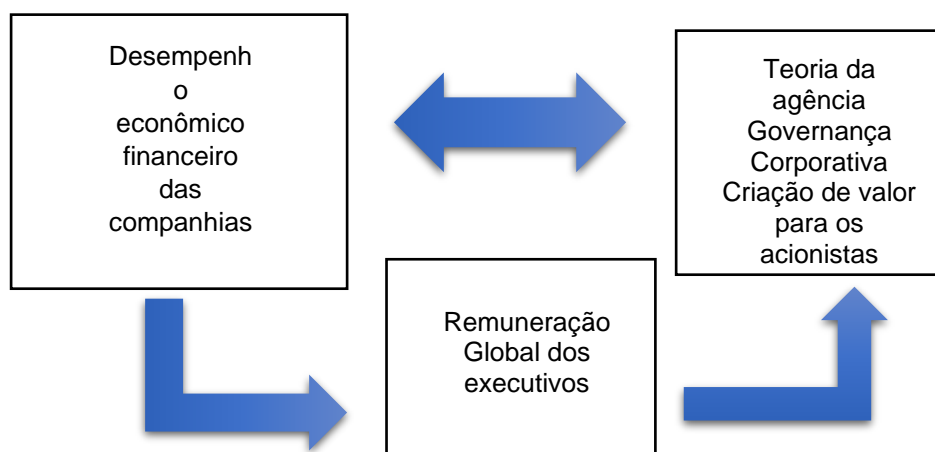 Desempenh
o
econômico
financeiro
das
companhias
Teoria da
agência
Governança
Corporativa
Criação de valor
para os
acionistas
Remuneração
Global dos
executivos